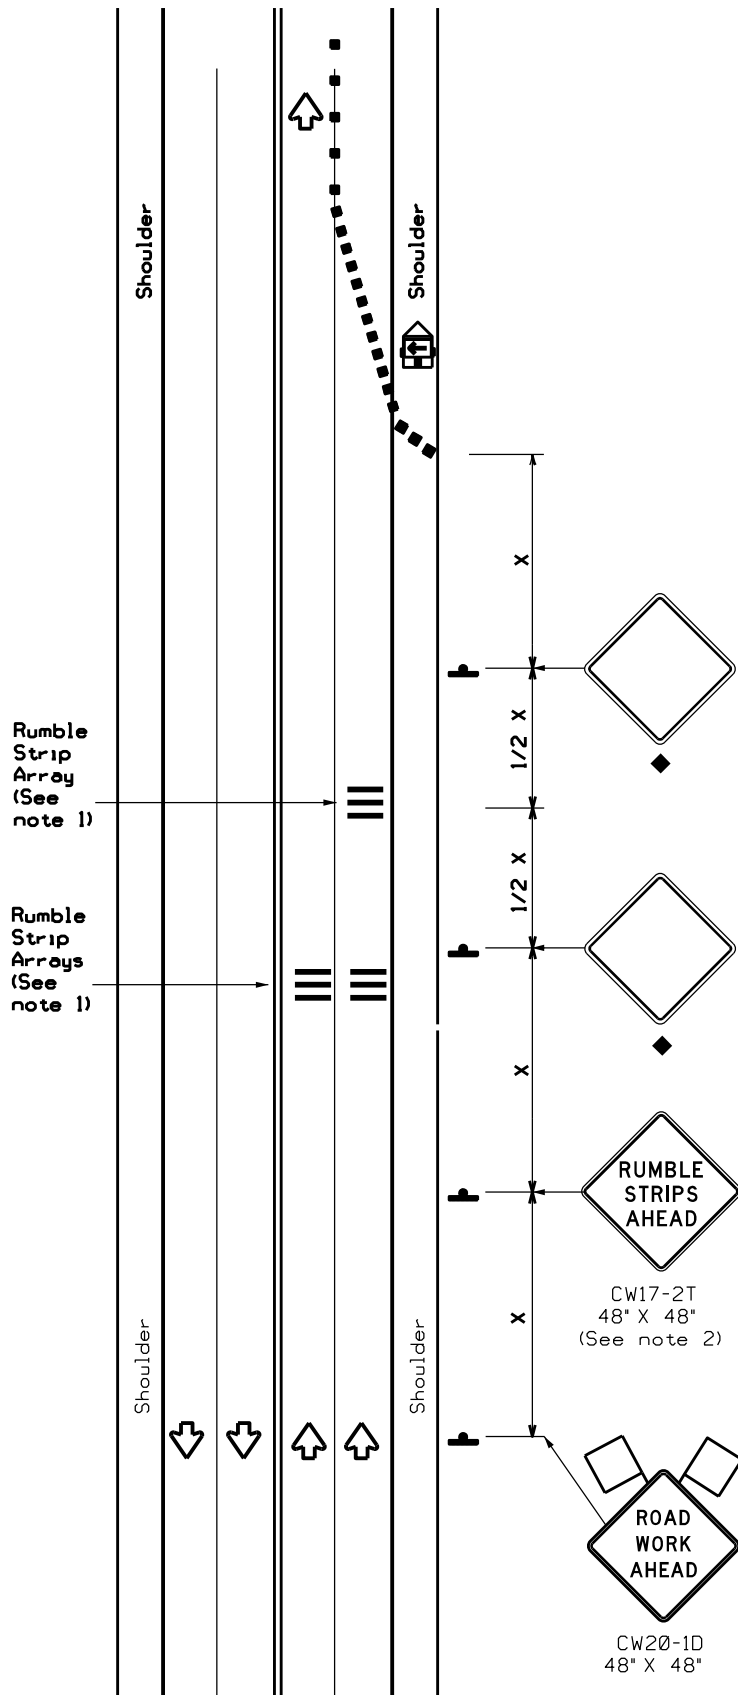 Shoulder
Shoulder
X
1/2 X
Rumble
Strip
Array
(See
note 1)
1/2 X
Rumble
Strip
Arrays
(See
note 1)
X
RUMBLE
STRIPS
AHEAD
CW17-2T
48" X 48"
(See note 2)
X
Shoulder
Shoulder
ROAD
WORK
AHEAD
CW20-1D
48" X 48"